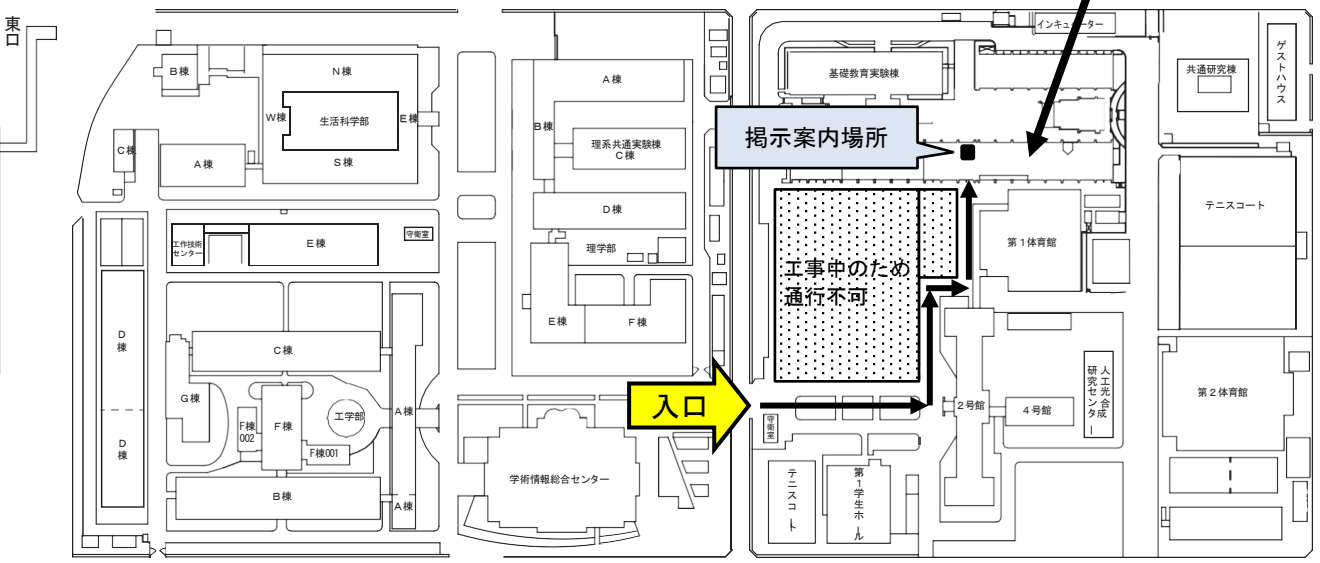 東口
B棟
N棟
W棟
生活科学部
E棟
C棟
A棟
S棟
工作技術
センター
E棟
守衛室
D棟
D棟
C棟
G棟
F棟
002
F棟
工学部
A棟
F棟001
B棟
A棟
A棟
B棟
理系共通実験棟
C棟
D棟
理学部
E棟
F棟
入口
学術情報総合センター
インキュベーター
基礎教育実験棟
共通研究棟
ゲストハウス
掲示案内場所
テニスコート
第1体育館
工事中のため
通行不可
守衛室
2号館
4号館
人工光合成
研究センター
第2体育館
テニスコート
第1学生ホール